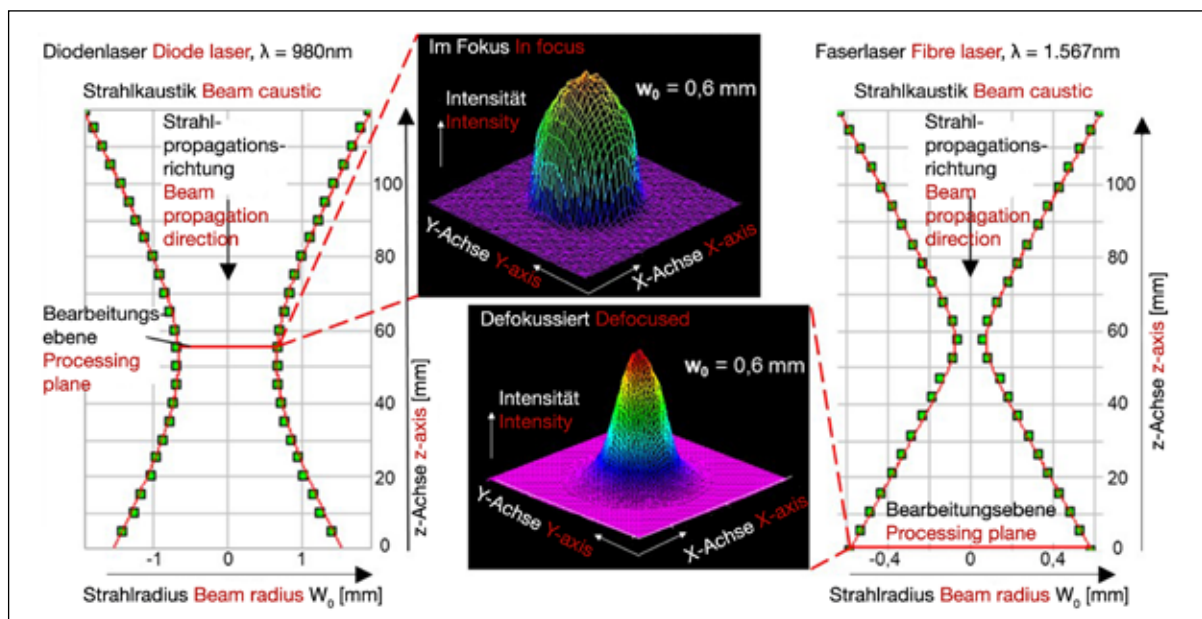 Diodenlaser Diode laser, λ = 980nm
Strahlkaustik Beam caustic
Strahl-
propagations-
richtung
Beam
propagation
direction
Bearbeitungs-
ebene
Processing
plane
100
80
60
40
20
0
z-Achse z-axis [mm]
-1
0
1
Strahlradius Beam radius W₀ [mm]
Im Fokus In focus
w₀ = 0,6 mm
Intensität
Intensity
Y-Achse Y-axis
X-Achse X-axis
Defokussiert Defocused
w₀ = 0,6 mm
Intensität
Intensity
Y-Achse Y-axis
X-Achse X-axis
Faserlaser Fibre laser, λ = 1.567nm
Strahlkaustik Beam caustic
Strahl-
propagations-
richtung
Beam
propagation
direction
100
80
60
40
20
0
z-Achse z-axis [mm]
Bearbeitungsebene
Processing plane
-0,4
0
0,4
Strahlradius Beam radius W₀ [mm]